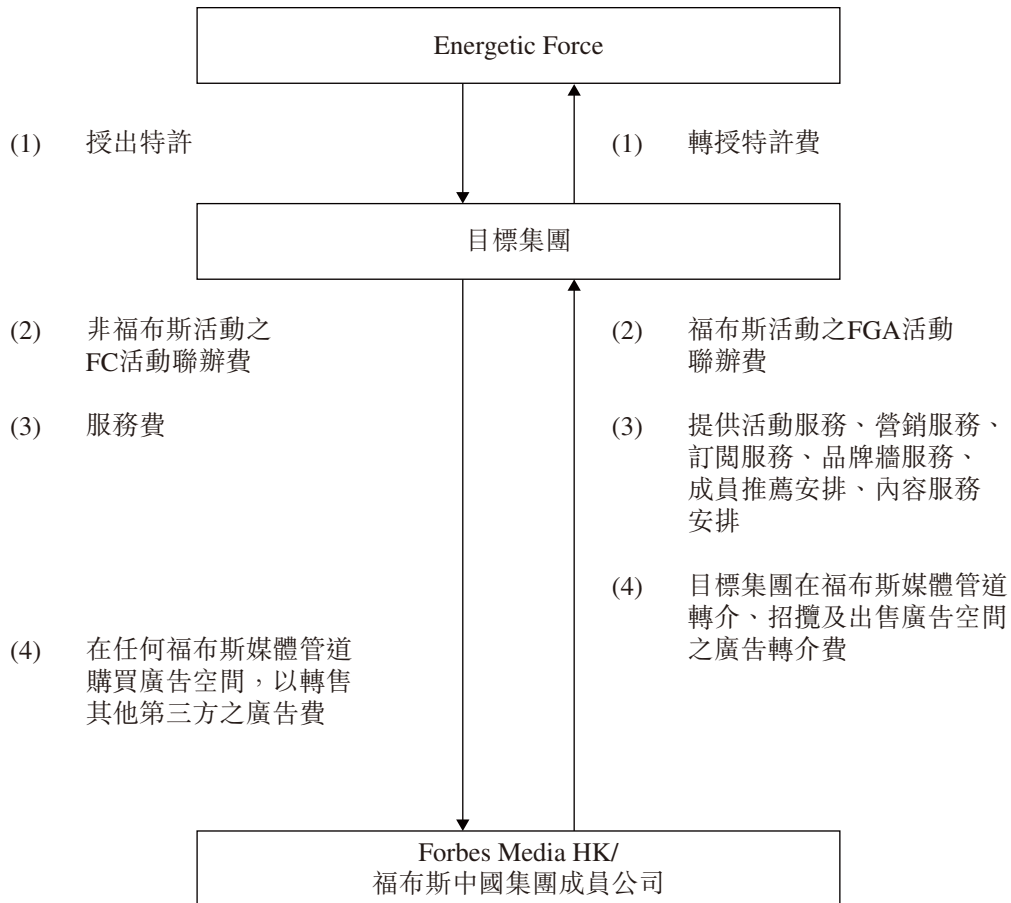 Energetic Force
(1) 授出特許
(1) 轉授特許費
目標集團
(2) 非福布斯活動之
FC活動聯辦費
(3) 服務費
(4) 在任何福布斯媒體管道
購買廣告空間，以轉售
其他第三方之廣告費
(2) 福布斯活動之FGA活動
聯辦費
(3) 提供活動服務、營銷服務、
訂閱服務、品牌牆服務、
成員推薦安排、內容服務
安排
(4) 目標集團在福布斯媒體管道
轉介、招攬及出售廣告空間
之廣告轉介費
Forbes Media HK/
福布斯中國集團成員公司